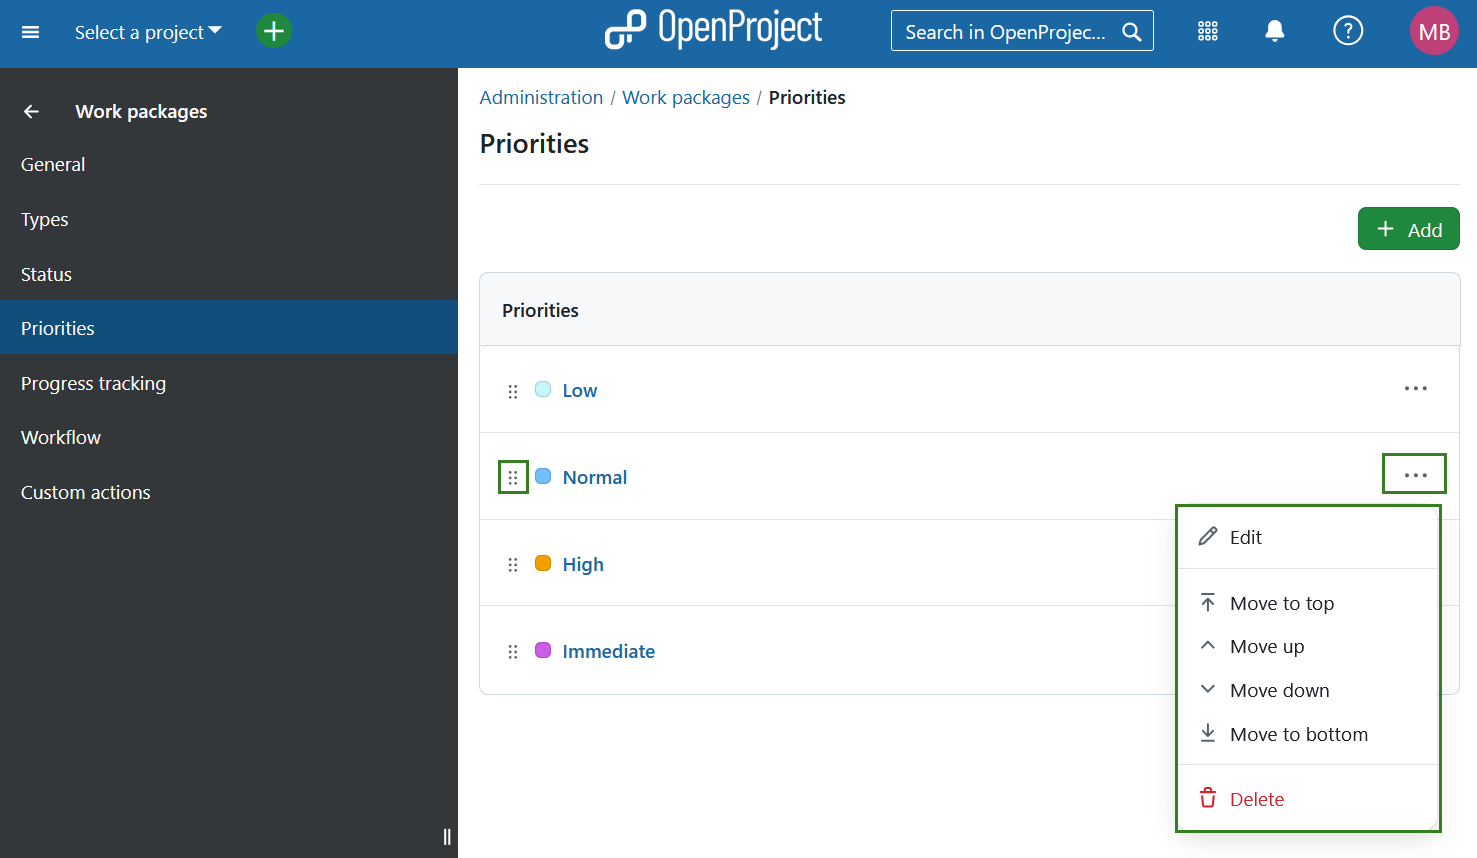 Select a project
OpenProject
Search in OpenProjec...
MB
Work packages
General
Types
Status
Priorities
Progress tracking
Workflow
Custom actions
Administration / Work packages / Priorities
Priorities
Add
Priorities
Low
Normal
High
Immediate
Edit
Move to top
Move up
Move down
Move to bottom
Delete